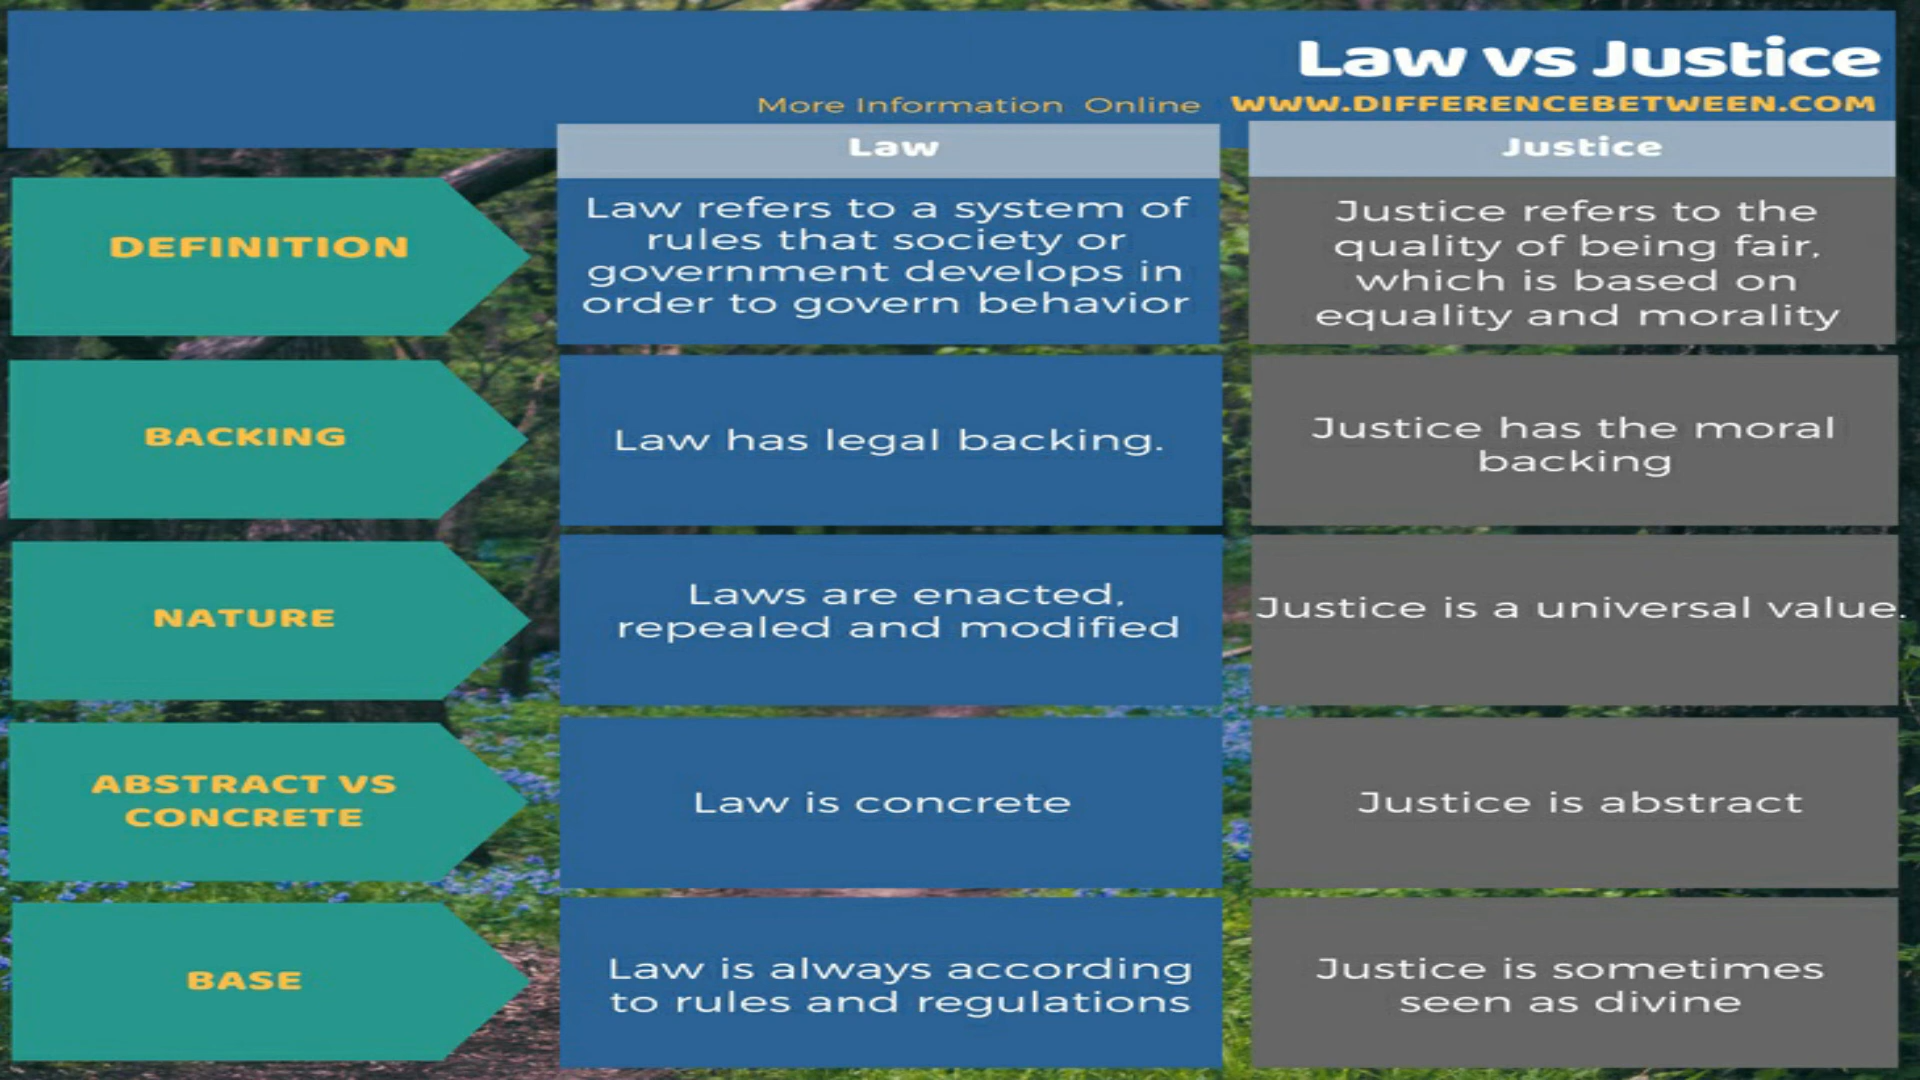 Law vs Justice
More Information Online WWW.DIFFERENCEBETWEEN.COM
Law
Justice
DEFINITION
Law refers to a system of
rules that society or
government develops in
order to govern behavior
Justice refers to the
quality of being fair,
which is based on
equality and morality
BACKING
Law has legal backing.
Justice has the moral
backing
NATURE
Laws are enacted,
repealed and modified
Justice is a universal value.
ABSTRACT VS
CONCRETE
Law is concrete
Justice is abstract
BASE
Law is always according
to rules and regulations
Justice is sometimes
seen as divine